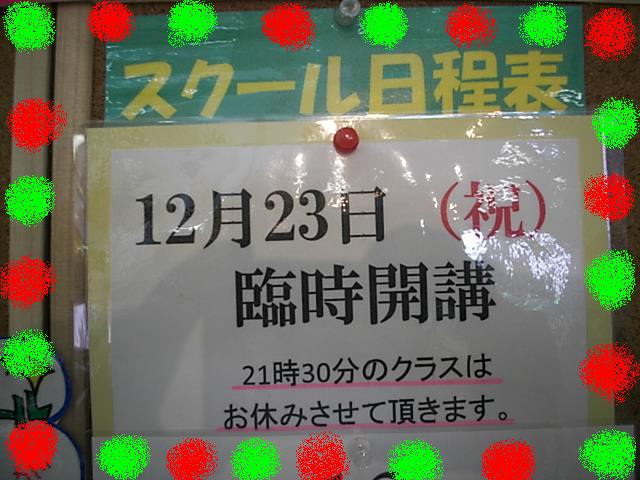 スクール日程表
12月23日（祝）
臨時開講
21時30分のクラスは
お休みさせて頂きます。